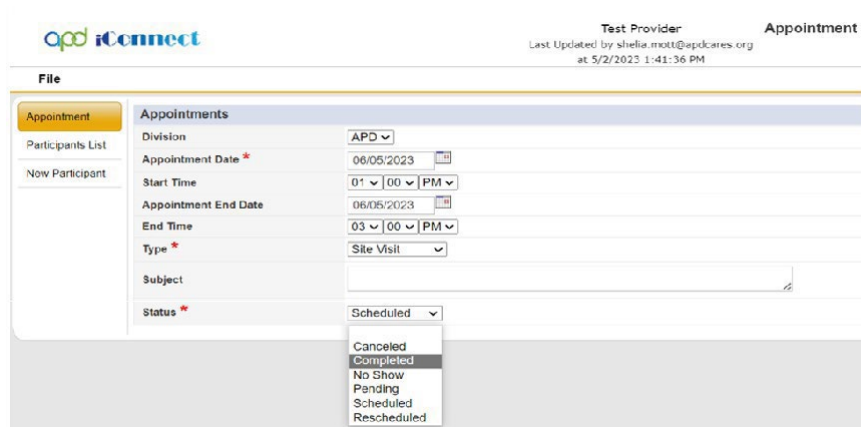 apd iConnect
Test Provider
Last Updated by shelia.mott@apdcares.org
at 5/2/2023 1:41:36 PM
Appointment
File
Appointment
Participants List
Now Participant
Appointments
Division APD
Appointment Date * 06/05/2023
Start Time 01 00 PM
Appointment End Date 06/05/2023
End Time 03 00 PM
Type * Site Visit
Subject
Status * Scheduled
Canceled
Completed
No Show
Pending
Scheduled
Rescheduled